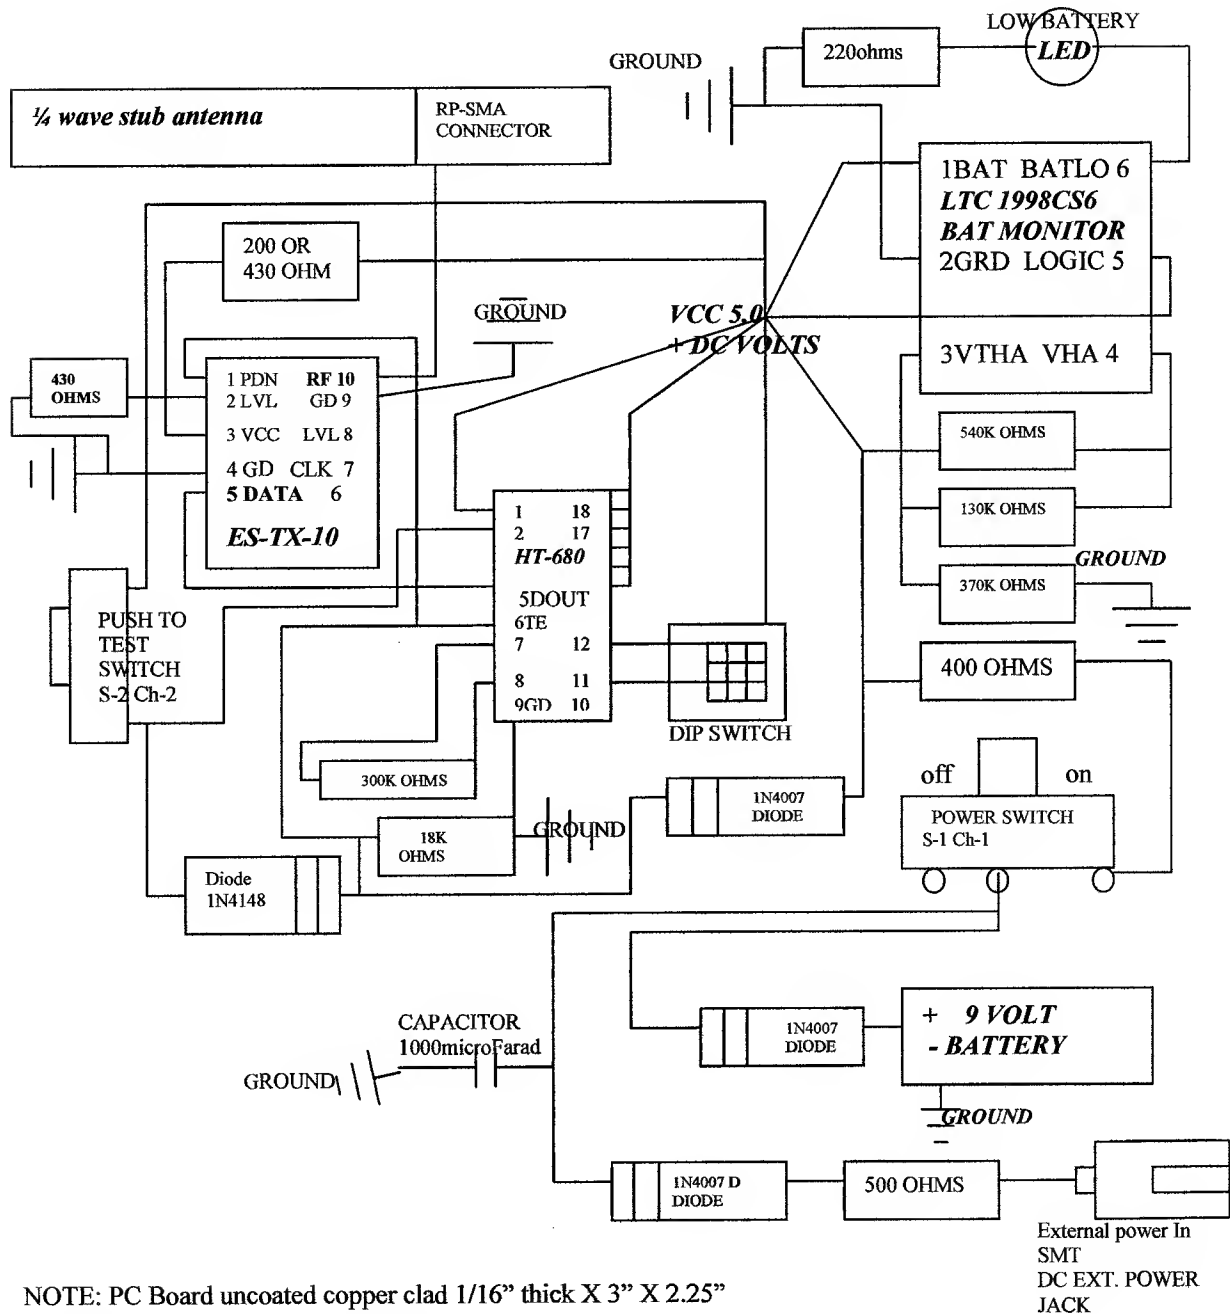 LOW BATTERY
LED
220ohms
GROUND
¼ wave stub antenna
RP-SMA
CONNECTOR
1BAT BATLO 6
LTC 1998CS6
BAT MONITOR
2GRD LOGIC 5
3VTHA VHA 4
200 OR
430 OHM
GROUND
VCC 5.0
+ DC VOLTS
430
OHMS
1 PDN RF 10
2 LVL GD 9
3 VCC LVL 8
4 GD CLK 7
5 DATA 6
ES-TX-10
540K OHMS
130K OHMS
370K OHMS
GROUND
400 OHMS
1 18
2 17
HT-680
5DOUT
6TE
7 12
8 11
9GD 10
PUSH TO
TEST
SWITCH
S-2 Ch-2
DIP SWITCH
300K OHMS
18K
OHMS
GROUND
1N4007
DIODE
off on
POWER SWITCH
S-1 Ch-1
Diode
1N4148
CAPACITOR
1000microFarad
GROUND
1N4007
DIODE
+ 9 VOLT
- BATTERY
GROUND
1N4007 D
DIODE
500 OHMS
External power In
SMT
DC EXT. POWER
JACK
NOTE: PC Board uncoated copper clad 1/16” thick X 3” X 2.25”